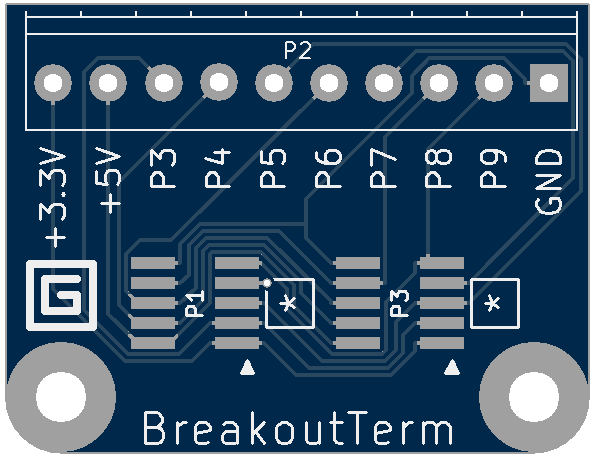 P2
+3.3V
+5V
P3
P4
P5
P6
P7
P8
P9
GND
G
P1
*
P3
*
BreakoutTerm